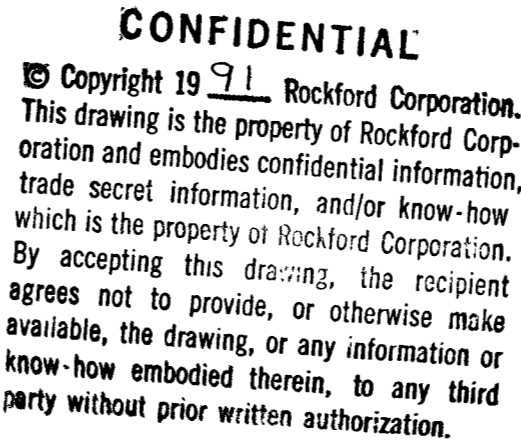 CONFIDENTIAL
© Copyright 19 91 Rockford Corporation.
This drawing is the property of Rockford Corp-
oration and embodies confidential information,
trade secret information, and/or know-how
which is the property of Rockford Corporation.
By accepting this drawing, the recipient
agrees not to provide, or otherwise make
available, the drawing, or any information or
know-how embodied therein, to any third
party without prior written authorization.